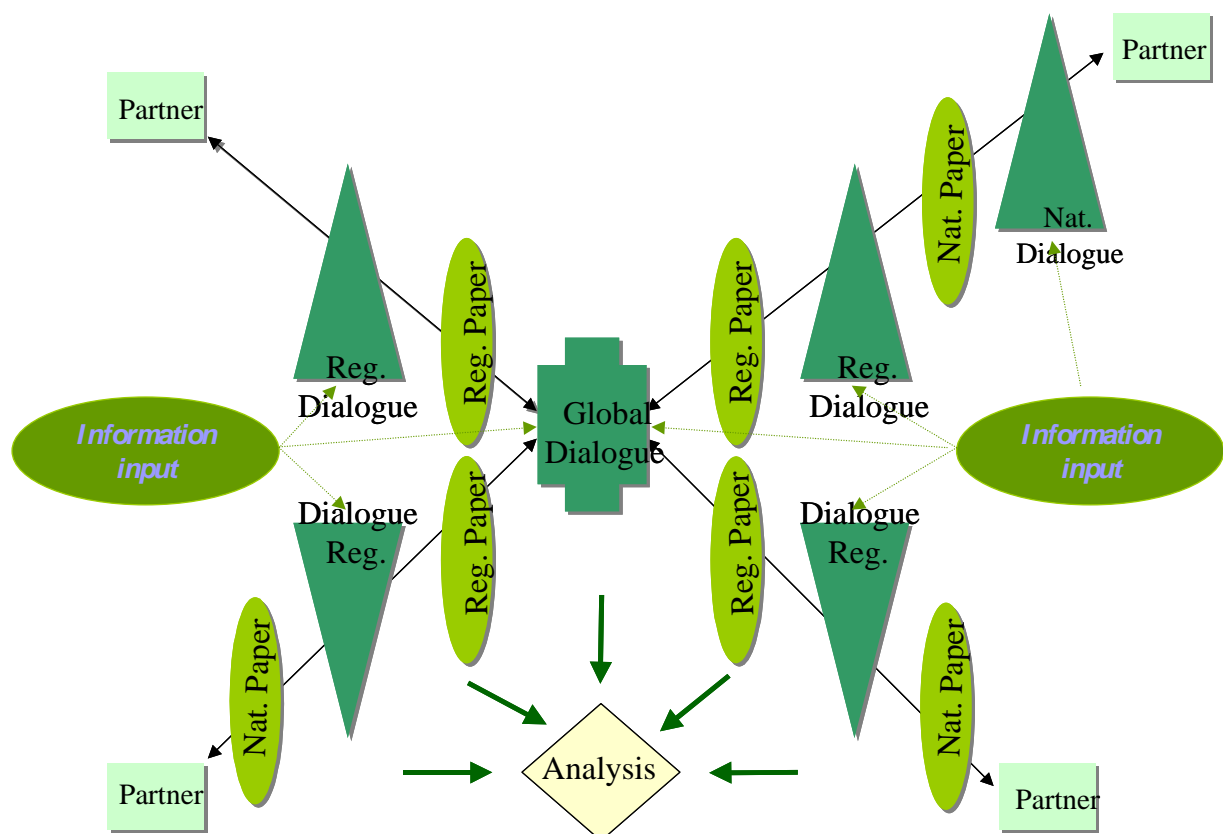 Partner
Partner
Nat. Paper
Nat.
Dialogue
Reg. Paper
Reg. Paper
Reg.
Dialogue
Reg.
Dialogue
Global
Dialogue
Information
input
Information
input
Dialogue
Reg.
Reg. Paper
Reg. Paper
Dialogue
Reg.
Nat. Paper
Nat. Paper
Analysis
Partner
Partner